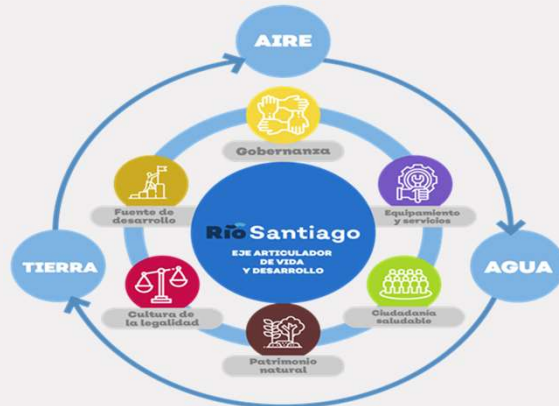 AIRE
Gobernanza
Fuente de
desarrollo
Equipamiento
y servicios
Río Santiago
EJE ARTICULADOR
DE VIDA
Y DESARROLLO
TIERRA
AGUA
Cultura de
la legalidad
Ciudadanía
saludable
Patrimonio
natural